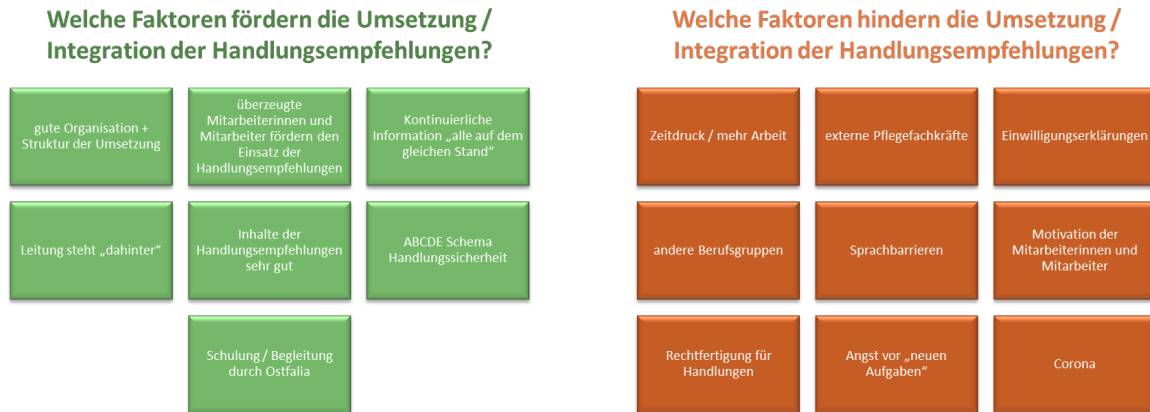 Welche Faktoren fördern die Umsetzung /
Integration der Handlungsempfehlungen?
gute Organisation +
Struktur der Umsetzung
überzeugte
Mitarbeiterinnen und
Mitarbeiter fördern den
Einsatz der
Handlungsempfehlungen
Kontinuierliche
Information „alle auf dem
gleichen Stand“
Leitung steht „dahinter“
Inhalte der
Handlungsempfehlungen
sehr gut
ABCDE Schema
Handlungssicherheit
Schulung / Begleitung
durch Ostfalia
Welche Faktoren hindern die Umsetzung /
Integration der Handlungsempfehlungen?
Zeitdruck / mehr Arbeit
externe Pflegefachkräfte
Einwilligungserklärungen
andere Berufsgruppen
Sprachbarrieren
Motivation der
Mitarbeiterinnen und
Mitarbeiter
Rechtfertigung für
Handlungen
Angst vor „neuen
Aufgaben“
Corona